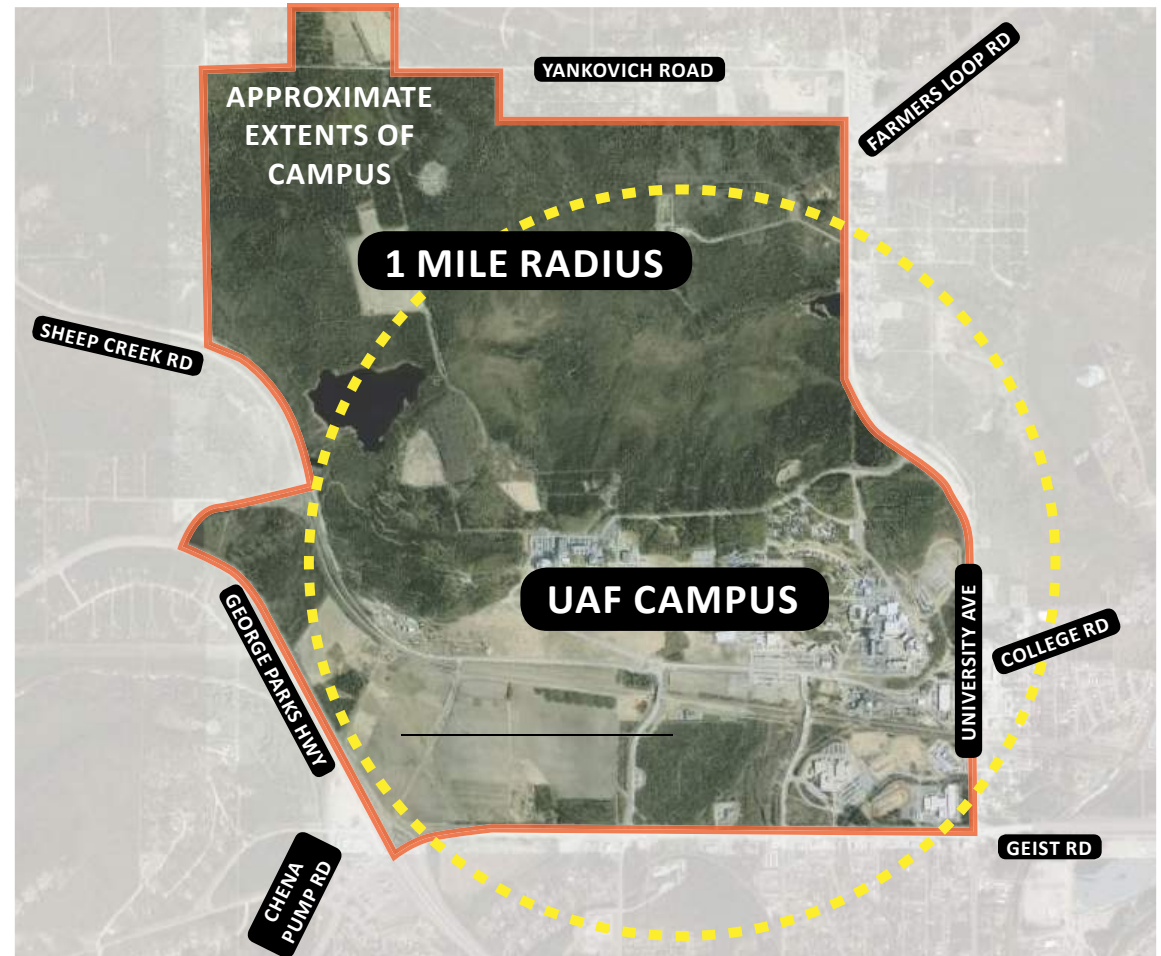 YANKOVICH ROAD
FARMERS LOOP RD
APPROXIMATE
EXTENTS OF
CAMPUS
1 MILE RADIUS
SHEEP CREEK RD
UAF CAMPUS
GEORGE PARKS HWY
UNIVERSITY AVE
COLLEGE RD
GEIST RD
CHENA
PUMP RD